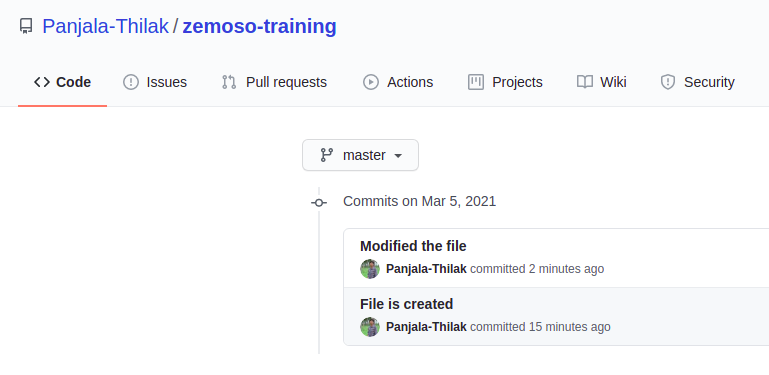 Panjala-Thilak / zemoso-training
Code Issues Pull requests Actions Projects Wiki Security
master
Commits on Mar 5, 2021
Modified the file
Panjala-Thilak committed 2 minutes ago
File is created
Panjala-Thilak committed 15 minutes ago